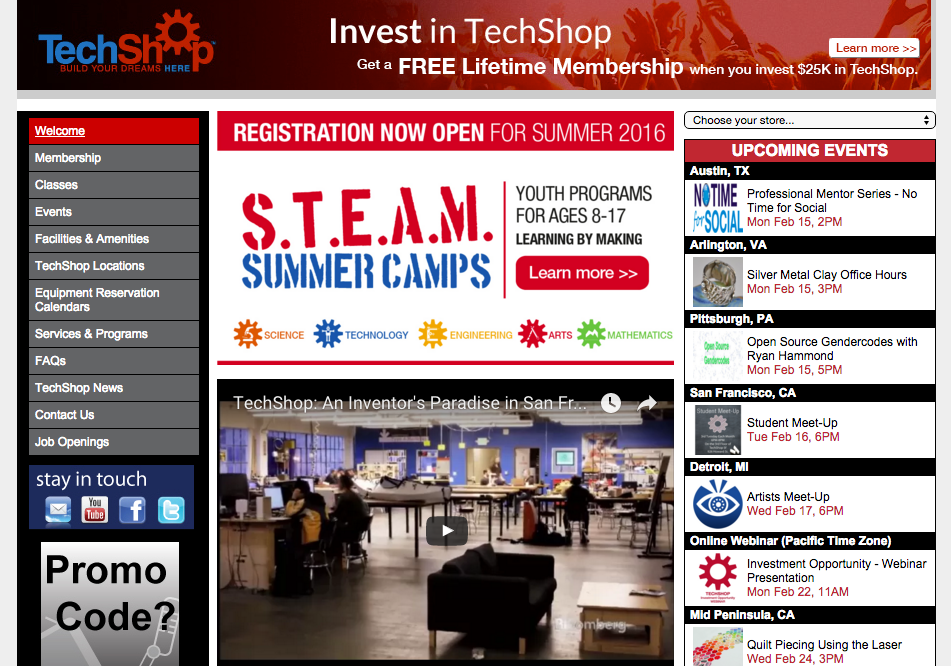 TechShop™
BUILD YOUR DREAMS HERE
Invest in TechShop
Get a FREE Lifetime Membership when you invest $25K in TechShop.
Learn more >>
Welcome
Membership
Classes
Events
Facilities & Amenities
TechShop Locations
Equipment Reservation
Calendars
Services & Programs
FAQs
TechShop News
Contact Us
Job Openings
stay in touch
You
Tube
f
t
Promo
Code?
REGISTRATION NOW OPEN FOR SUMMER 2016
S.T.E.A.M.
SUMMER CAMPS
YOUTH PROGRAMS
FOR AGES 8-17
LEARNING BY MAKING
Learn more >>
S SCIENCE
T TECHNOLOGY
E ENGINEERING
A ARTS
M MATHEMATICS
TechShop: An Inventor's Paradise in San Fr...
Bloomberg
Choose your store...
UPCOMING EVENTS
Austin, TX
NO TIME
for
SOCIAL
Professional Mentor Series - No
Time for Social
Mon Feb 15, 2PM
Arlington, VA
Silver Metal Clay Office Hours
Mon Feb 15, 3PM
Pittsburgh, PA
Open Source
Gendercodes
Open Source Gendercodes with
Ryan Hammond
Mon Feb 15, 5PM
San Francisco, CA
Student Meet-Up
Student Meet-Up
Tue Feb 16, 6PM
Detroit, MI
Artists Meet-Up
Wed Feb 17, 6PM
Online Webinar (Pacific Time Zone)
TECHSHOP
Investment Opportunity
WEBINAR
Investment Opportunity - Webinar
Presentation
Mon Feb 22, 11AM
Mid Peninsula, CA
Quilt Piecing Using the Laser
Wed Feb 24, 3PM